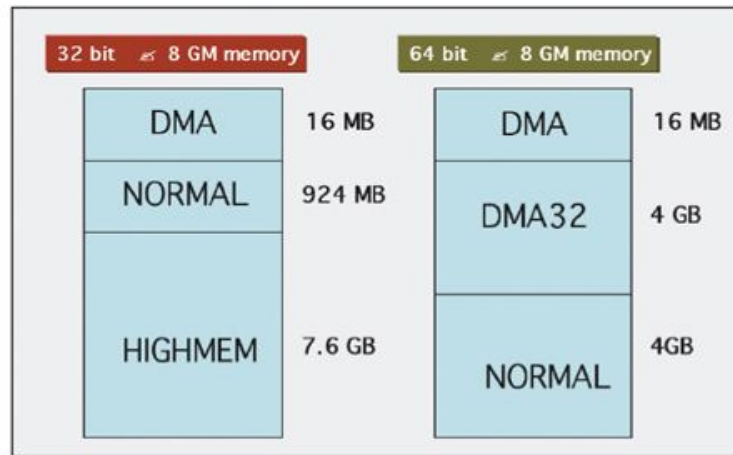 32 bit ✍ 8 GM memory
DMA 16 MB
NORMAL 924 MB
HIGHMEM 7.6 GB
64 bit ✍ 8 GM memory
DMA 16 MB
DMA32 4 GB
NORMAL 4GB